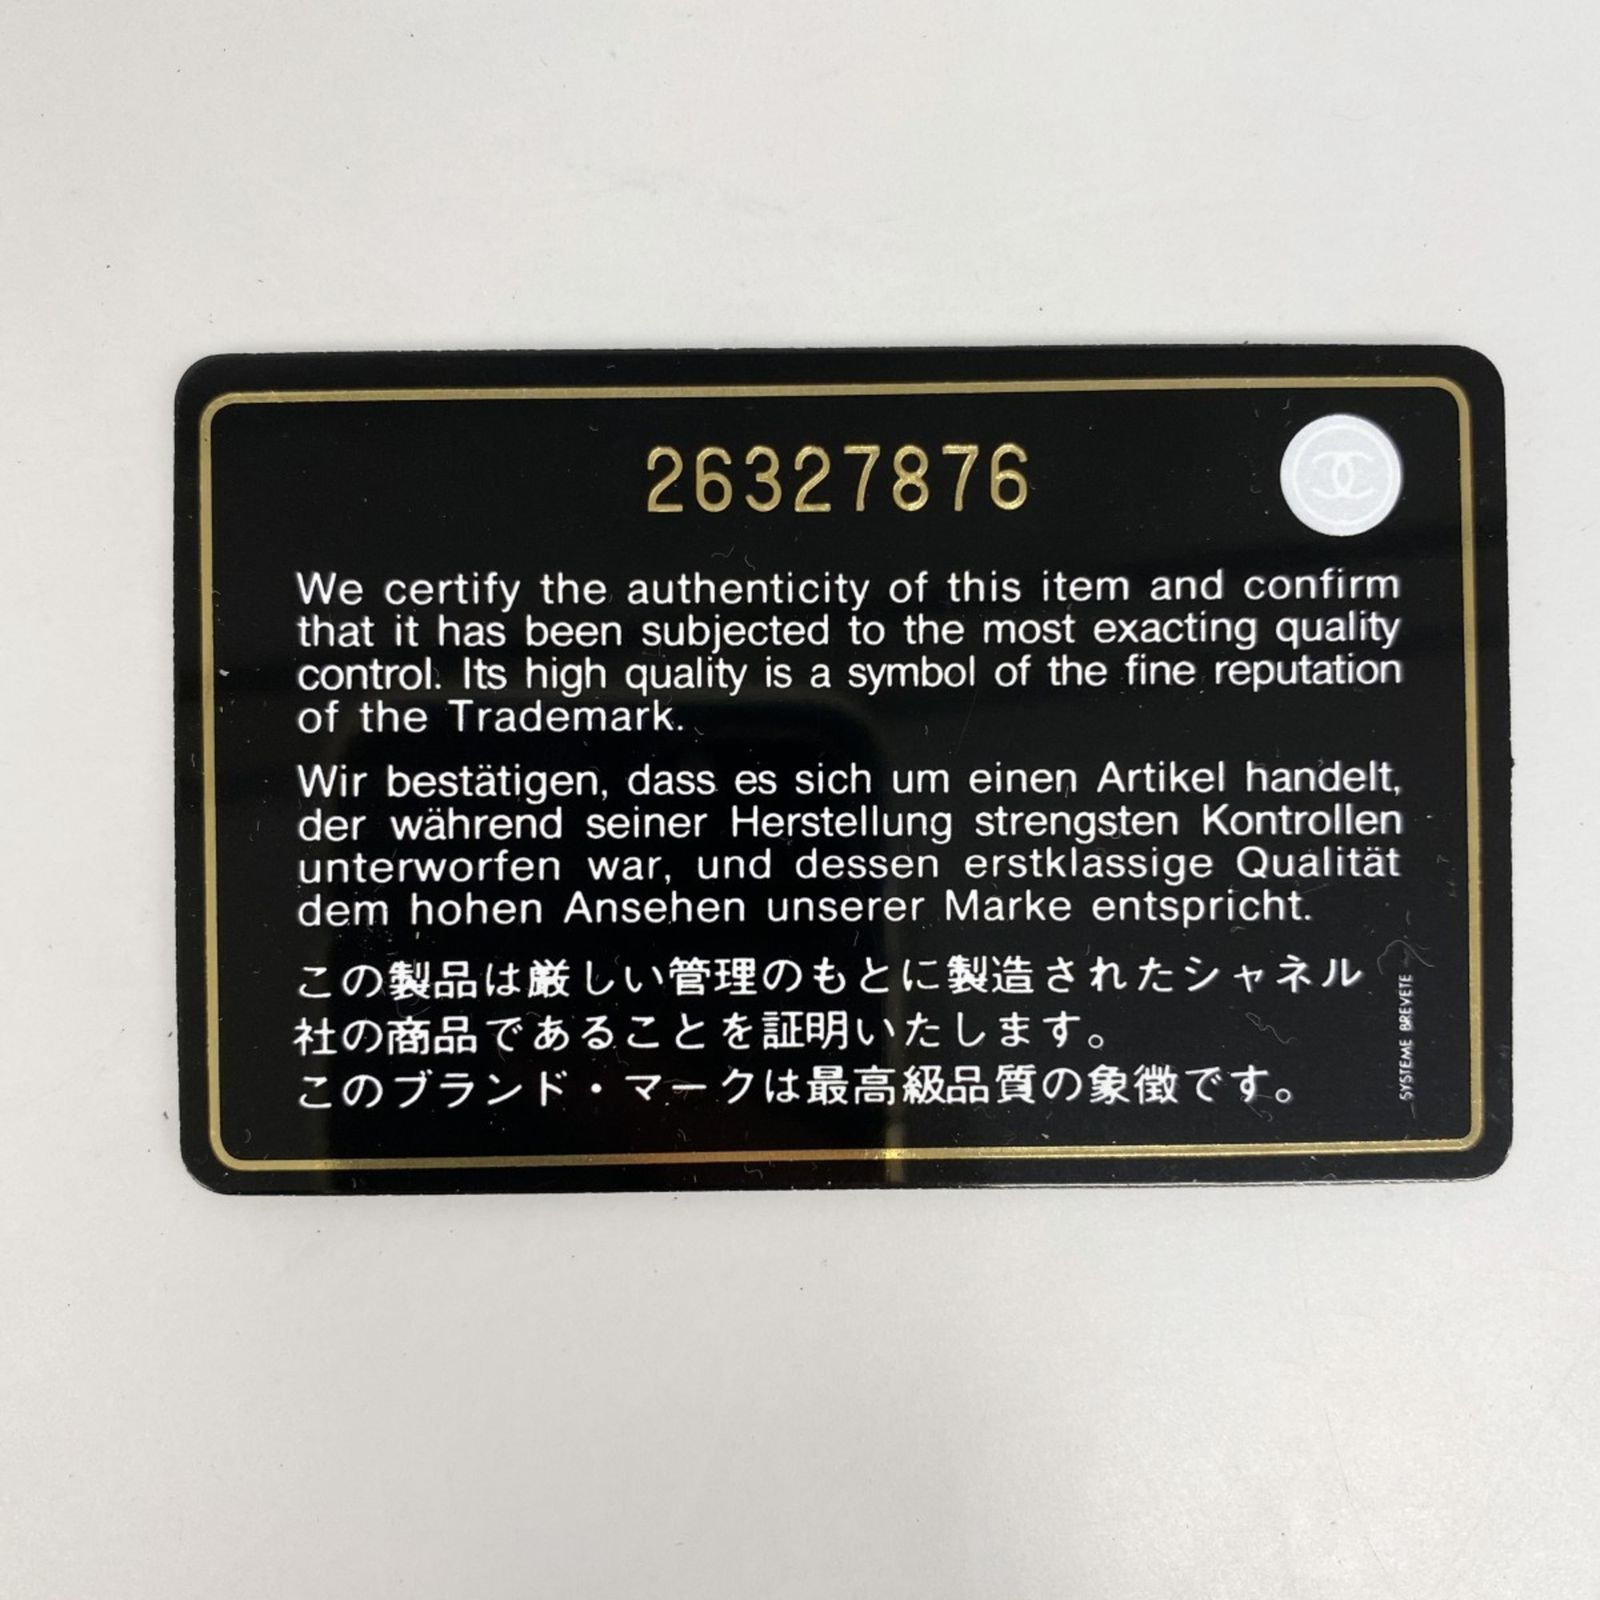 26327876
We certify the authenticity of this item and confirm
that it has been subjected to the most exacting quality
control. Its high quality is a symbol of the fine reputation
of the Trademark.
Wir bestätigen, dass es sich um einen Artikel handelt,
der während seiner Herstellung strengsten Kontrollen
unterworfen war, und dessen erstklassige Qualität
dem hohen Ansehen unserer Marke entspricht.
この製品は厳しい管理のもとに製造されたシャネル
社の商品であることを証明いたします。
このブランド・マークは最高級品質の象徴です。
SYSTEME BREVETE